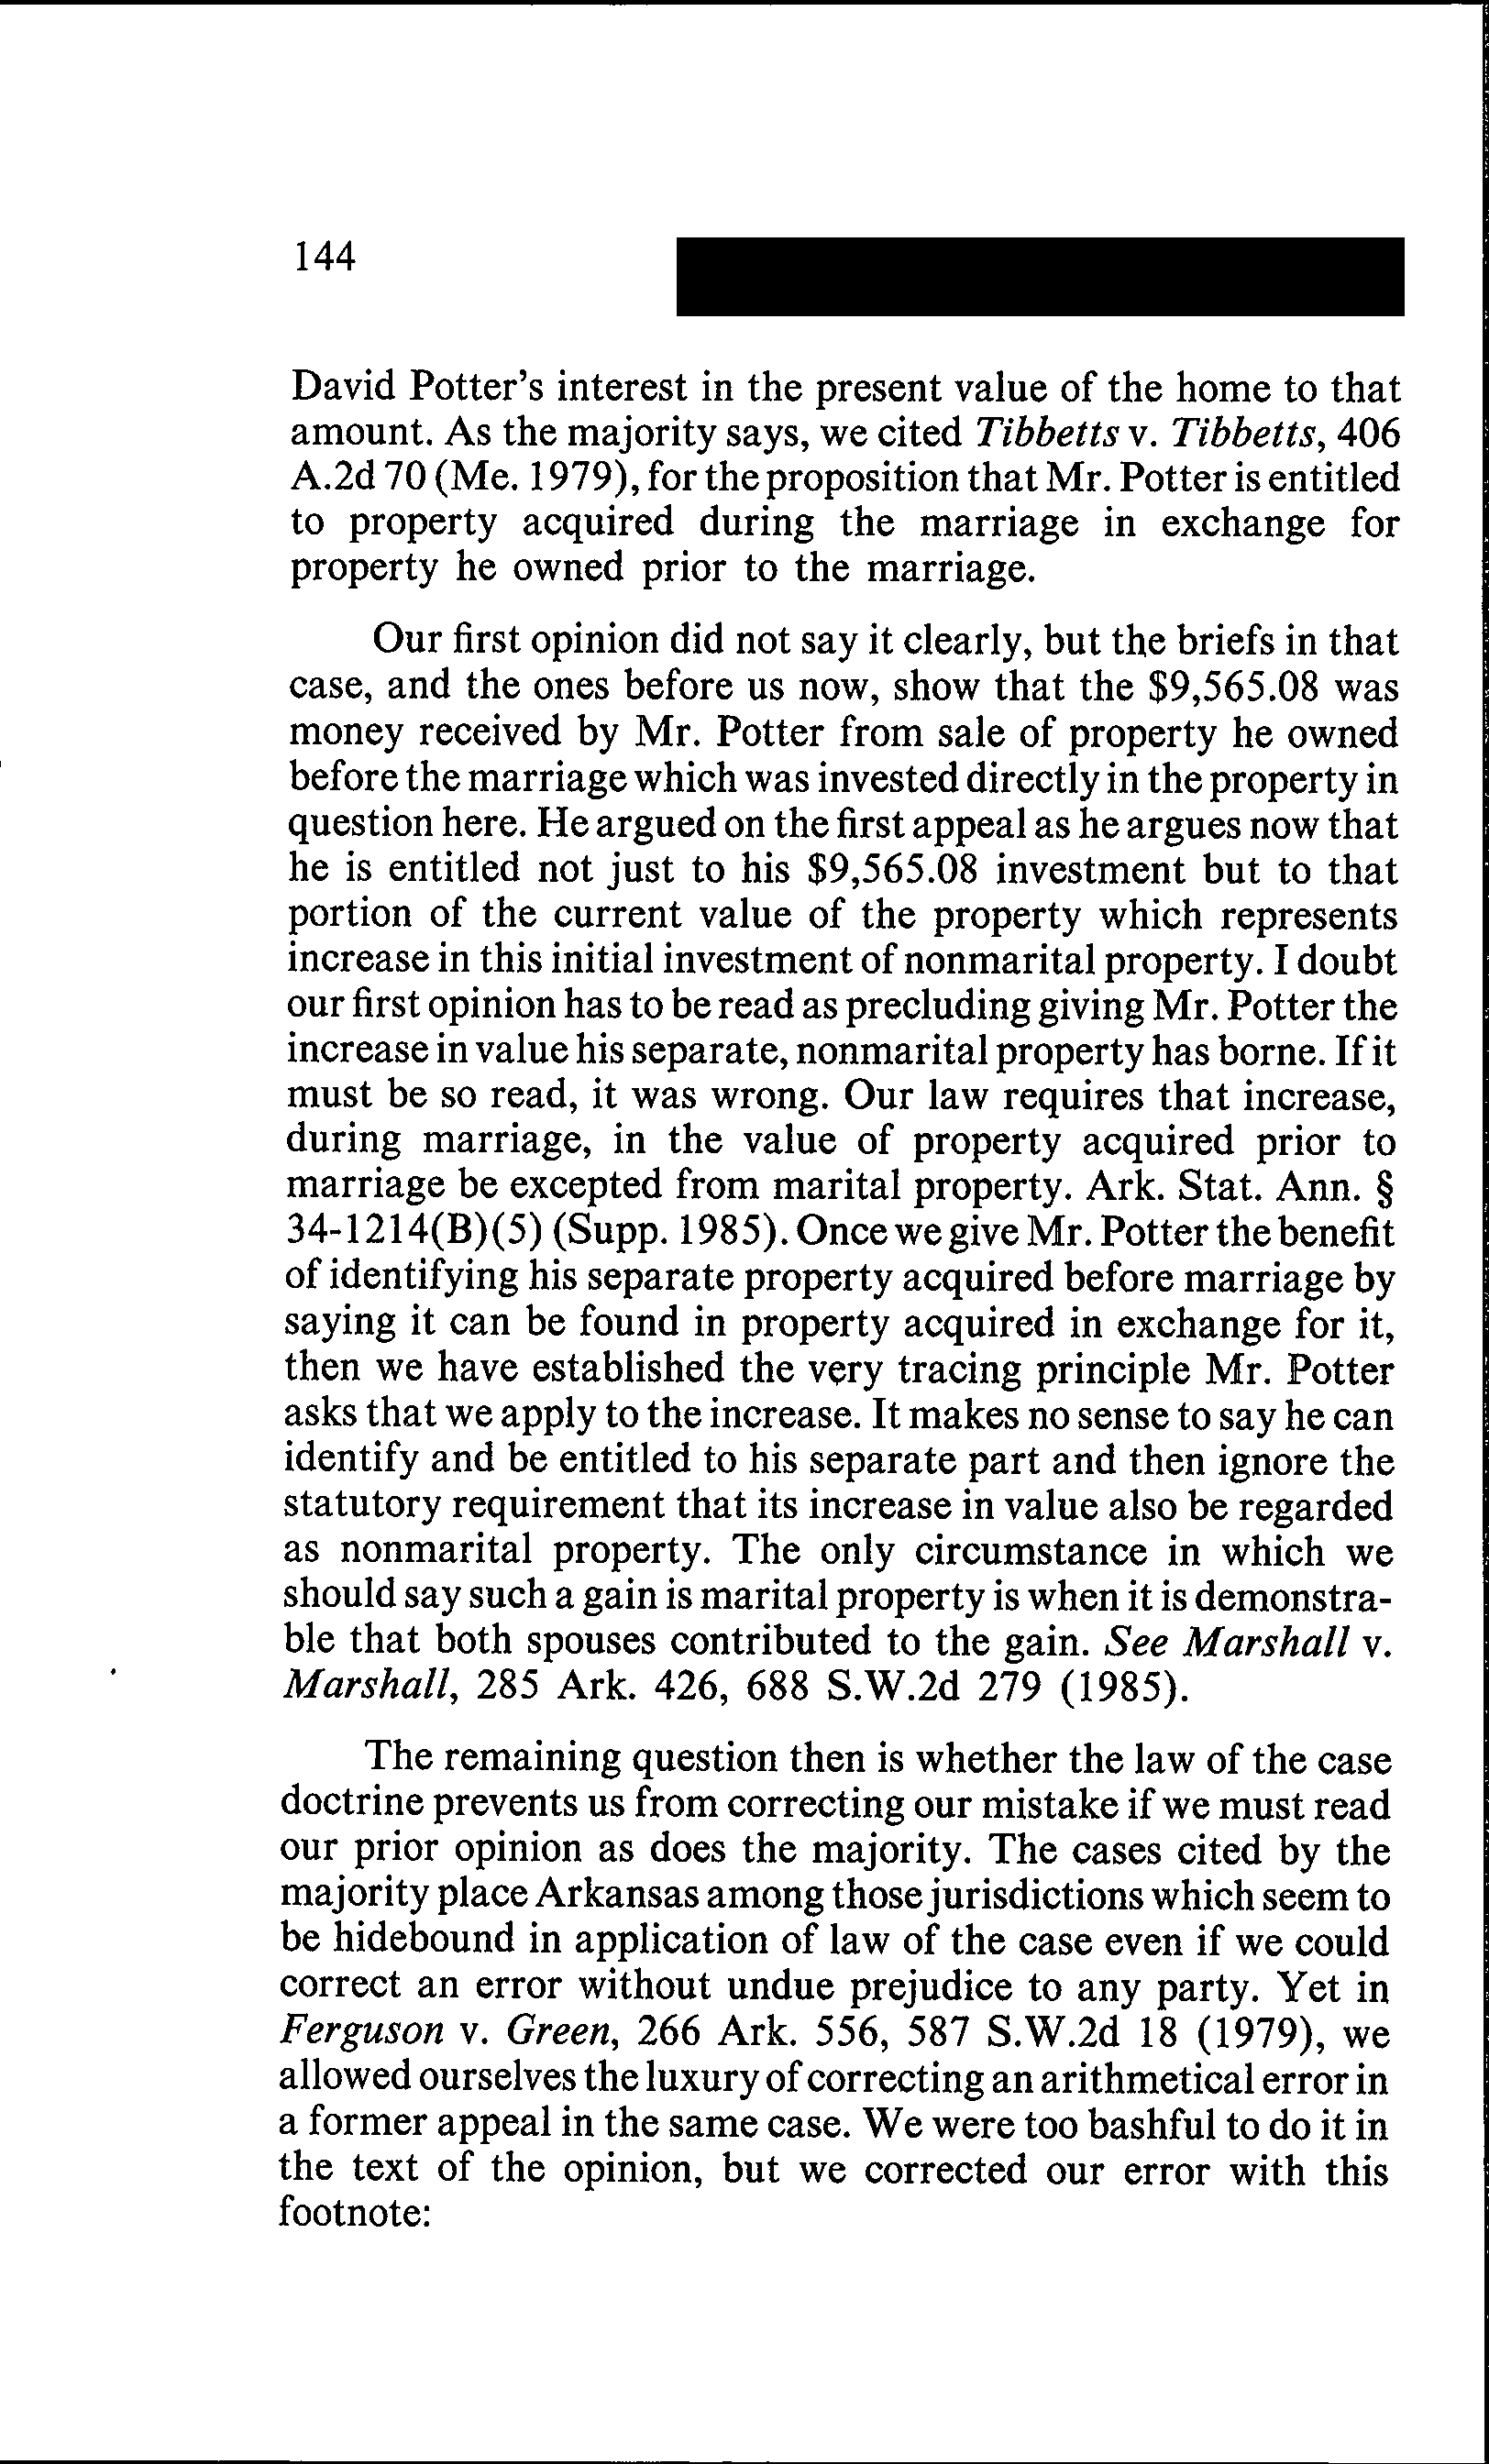 144
David Potter's interest in the present value of the home to that
amount. As the majority says, we cited Tibbetts v. Tibbetts, 406
A.2d 70 (Me. 1979), for the proposition that Mr. Potter is entitled
to property acquired during the marriage in exchange for
property he owned prior to the marriage.
Our first opinion did not say it clearly, but the briefs in that
case, and the ones before us now, show that the $9,565.08 was
money received by Mr. Potter from sale of property he owned
before the marriage which was invested directly in the property in
question here. He argued on the first appeal as he argues now that
he is entitled not just to his $9,565.08 investment but to that
portion of the current value of the property which represents
increase in this initial investment of nonmarital property. I doubt
our first opinion has to be read as precluding giving Mr. Potter the
increase in value his separate, nonmarital property has borne. If it
must be so read, it was wrong. Our law requires that increase,
during marriage, in the value of property acquired prior to
marriage be excepted from marital property. Ark. Stat. Ann. §
34-1214(B)(5) (Supp. 1985). Once we give Mr. Potter the benefit
of identifying his separate property acquired before marriage by
saying it can be found in property acquired in exchange for it,
then we have established the very tracing principle Mr. Potter
asks that we apply to the increase. It makes no sense to say he can
identify and be entitled to his separate part and then ignore the
statutory requirement that its increase in value also be regarded
as nonmarital property. The only circumstance in which we
should say such a gain is marital property is when it is demonstra-
ble that both spouses contributed to the gain. See Marshall v.
Marshall, 285 Ark. 426, 688 S.W.2d 279 (1985).
The remaining question then is whether the law of the case
doctrine prevents us from correcting our mistake if we must read
our prior opinion as does the majority. The cases cited by the
majority place Arkansas among those jurisdictions which seem to
be hidebound in application of law of the case even if we could
correct an error without undue prejudice to any party. Yet in
Ferguson v. Green, 266 Ark. 556, 587 S.W.2d 18 (1979), we
allowed ourselves the luxury of correcting an arithmetical error in
a former appeal in the same case. We were too bashful to do it in
the text of the opinion, but we corrected our error with this
footnote: